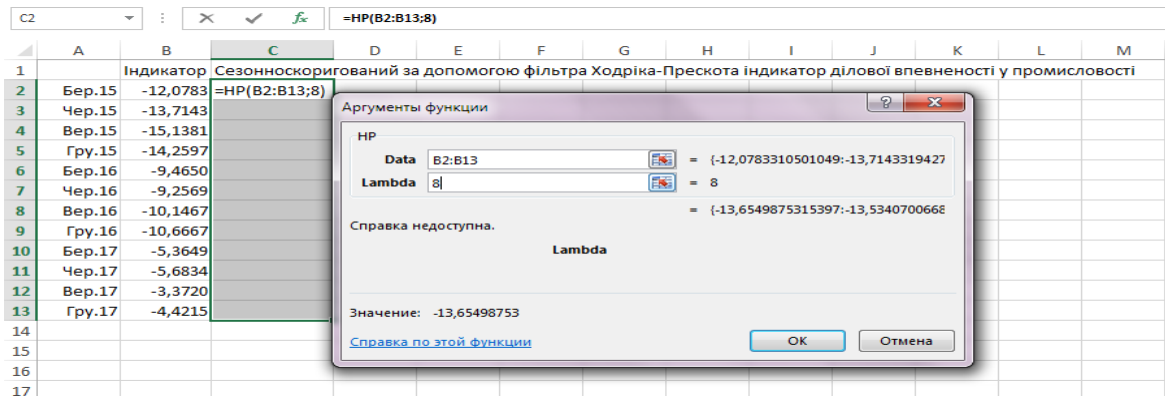 C2 fx =HP(B2:B13;8)
A B C D E F G H I J K L M
1 Індикатор Сезонноскоригований за допомогою фільтра Ходріка-Прескота індикатор ділової впевненості у промисловості
2 Бер.15 -12,0783 =HP(B2:B13;8)
3 Чер.15 -13,7143
4 Вер.15 -15,1381
5 Гру.15 -14,2597
6 Бер.16 -9,4650
7 Чер.16 -9,2569
8 Вер.16 -10,1467
9 Гру.16 -10,6667
10 Бер.17 -5,3649
11 Чер.17 -5,6834
12 Вер.17 -3,3720
13 Гру.17 -4,4215
14
15
16
17
Аргументы функции
HP
Data B2:B13 = {-12,0783310501049:-13,7143319427
Lambda 8 = 8
= {-13,6549875315397:-13,5340700668
Справка недоступна.
Lambda
Значение: -13,65498753
Справка по этой функции
ОК Отмена